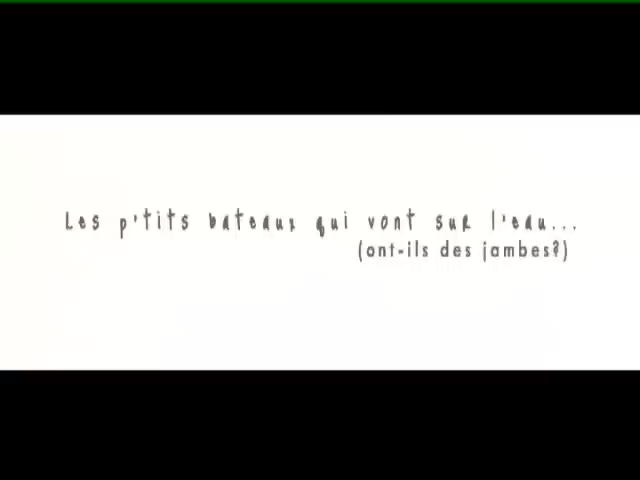 Les p'tits bateaux qui vont sur l'eau...
(ont-ils des jambes?)